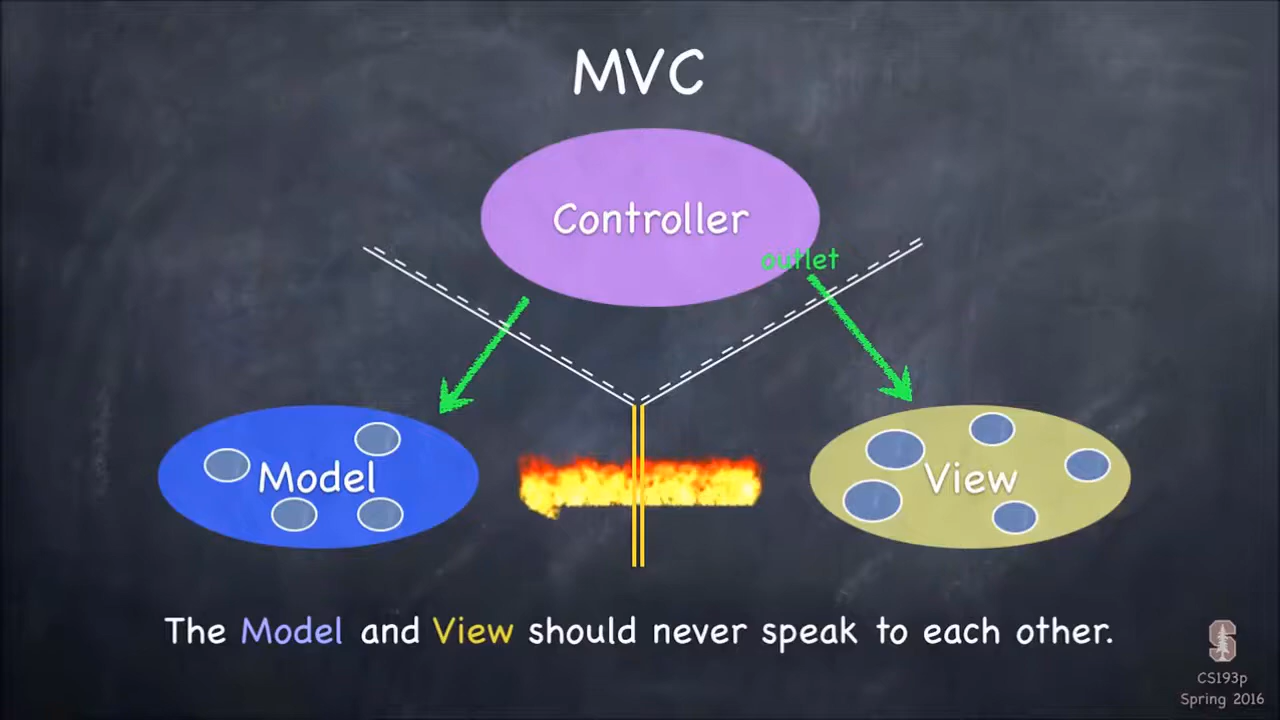 MVC
Controller
outlet
Model
View
The Model and View should never speak to each other.
S
CS193p
Spring 2016